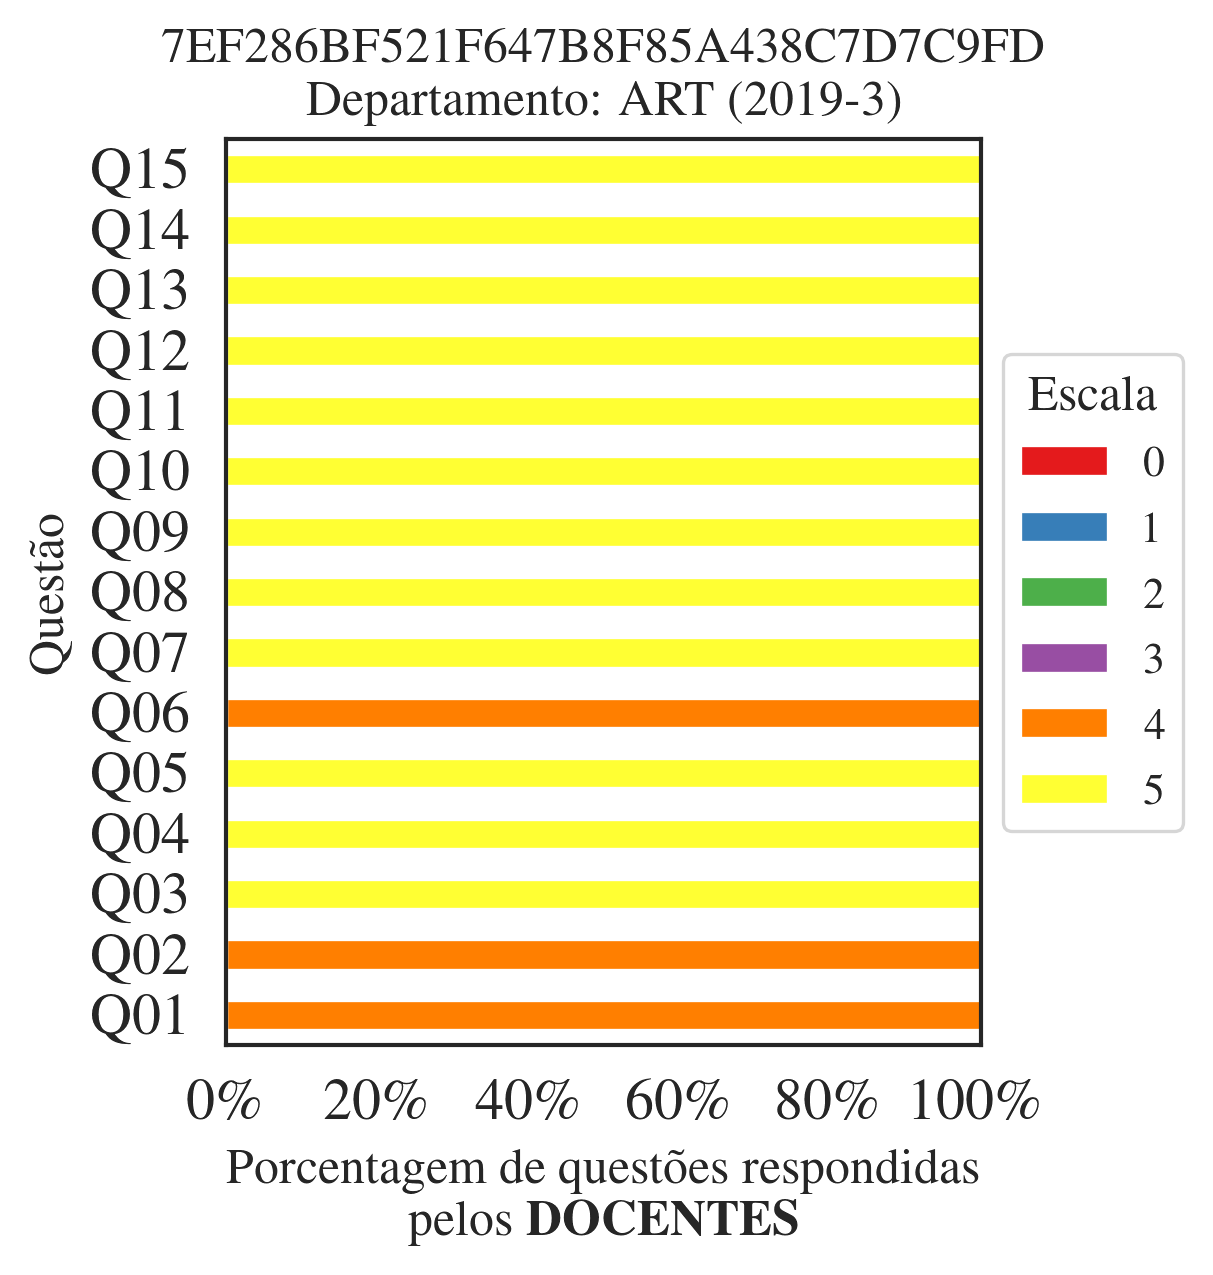 7EF286BF521F647B8F85A438C7D7C9FD
Departamento: ART (2019-3)
Q15
Q14
Q13
Q12
Q11
Q10
Q09
Q08
Q07
Q06
Q05
Q04
Q03
Q02
Q01
Questão
0% 20% 40% 60% 80% 100%
Porcentagem de questões respondidas
pelos DOCENTES
Escala
0
1
2
3
4
5